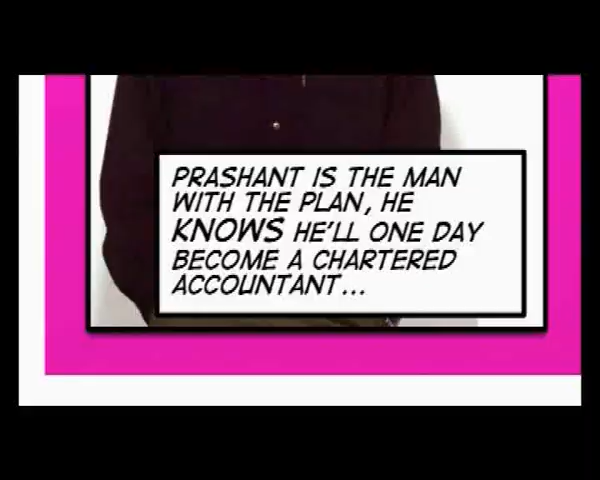 PRASHANT IS THE MAN
WITH THE PLAN, HE
KNOWS HE'LL ONE DAY
BECOME A CHARTERED
ACCOUNTANT...